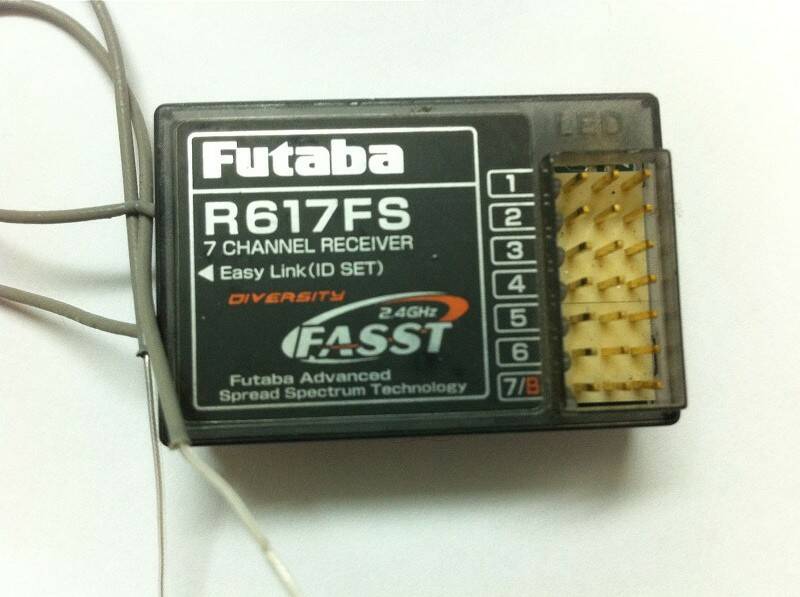 LED
Futaba
R617FS
7 CHANNEL RECEIVER
◀ Easy Link(ID SET)
DIVERSITY
2.4GHz
FASST
Futaba Advanced
Spread Spectrum Technology
1
2
3
4
5
6
7/B